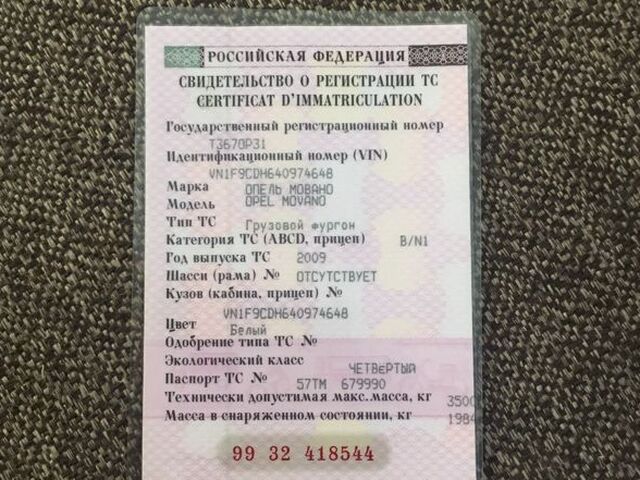 РОССИЙСКАЯ ФЕДЕРАЦИЯ
СВИДЕТЕЛЬСТВО О РЕГИСТРАЦИИ ТС
CERTIFICAT D'IMMATRICULATION
Государственный регистрационный номер
Т367ОР31
Идентификационный номер (VIN)
VN1F9CDH640974648
Марка ОПЕЛЬ МОВАНО
Модель OPEL MOVANO
Тип ТС Грузовой фургон
Категория ТС (ABCD, прицеп) B/N1
Год выпуска ТС 2009
Шасси (рама) № ОТСУТСТВУЕТ
Кузов (кабина, прицеп) №
VN1F9CDH640974648
Цвет Белый
Одобрение типа ТС №
Экологический класс
ЧЕТВЕРТЫЙ
Паспорт ТС № 57ТМ 679990
Технически допустимая макс.масса, кг 3500
Масса в снаряженном состоянии, кг 1984
99 32 418544